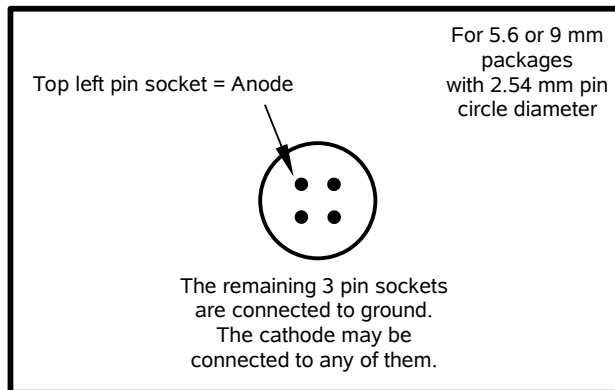 For 5.6 or 9 mm
packages
with 2.54 mm pin
circle diameter
Top left pin socket = Anode
The remaining 3 pin sockets
are connected to ground.
The cathode may be
connected to any of them.